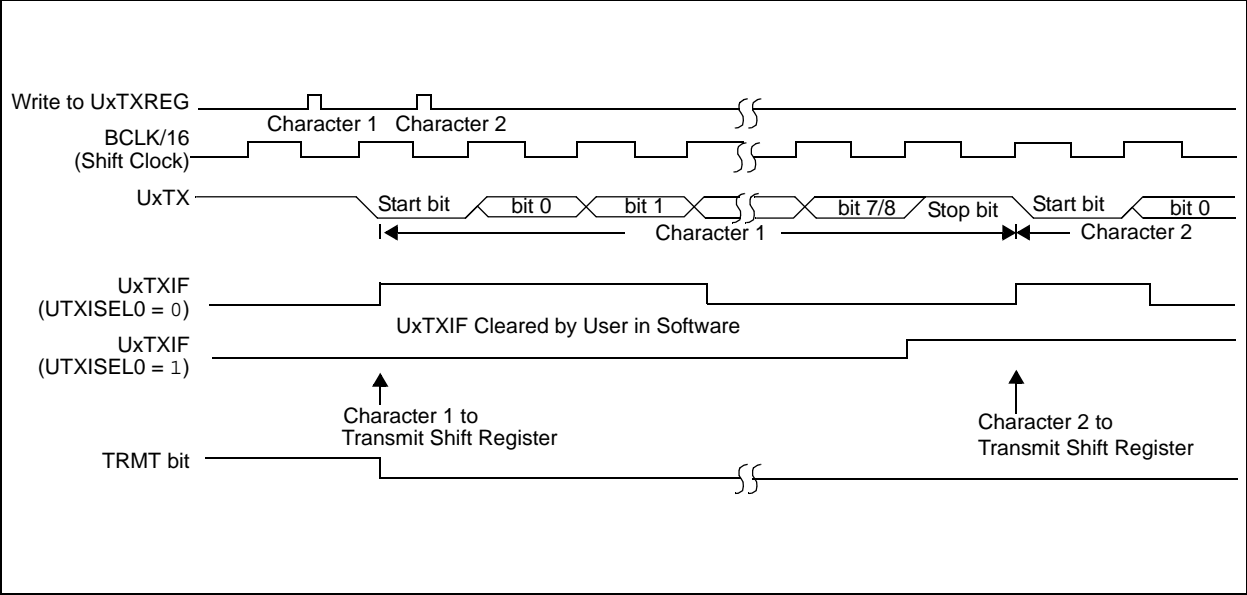 Write to UxTXREG
Character 1 Character 2
BCLK/16
(Shift Clock)
UxTX
Start bit bit 0 bit 1 bit 7/8 Stop bit Start bit bit 0
Character 1 Character 2
UxTXIF
(UTXISEL0 = 0)
UxTXIF Cleared by User in Software
UxTXIF
(UTXISEL0 = 1)
Character 1 to
Transmit Shift Register
Character 2 to
Transmit Shift Register
TRMT bit